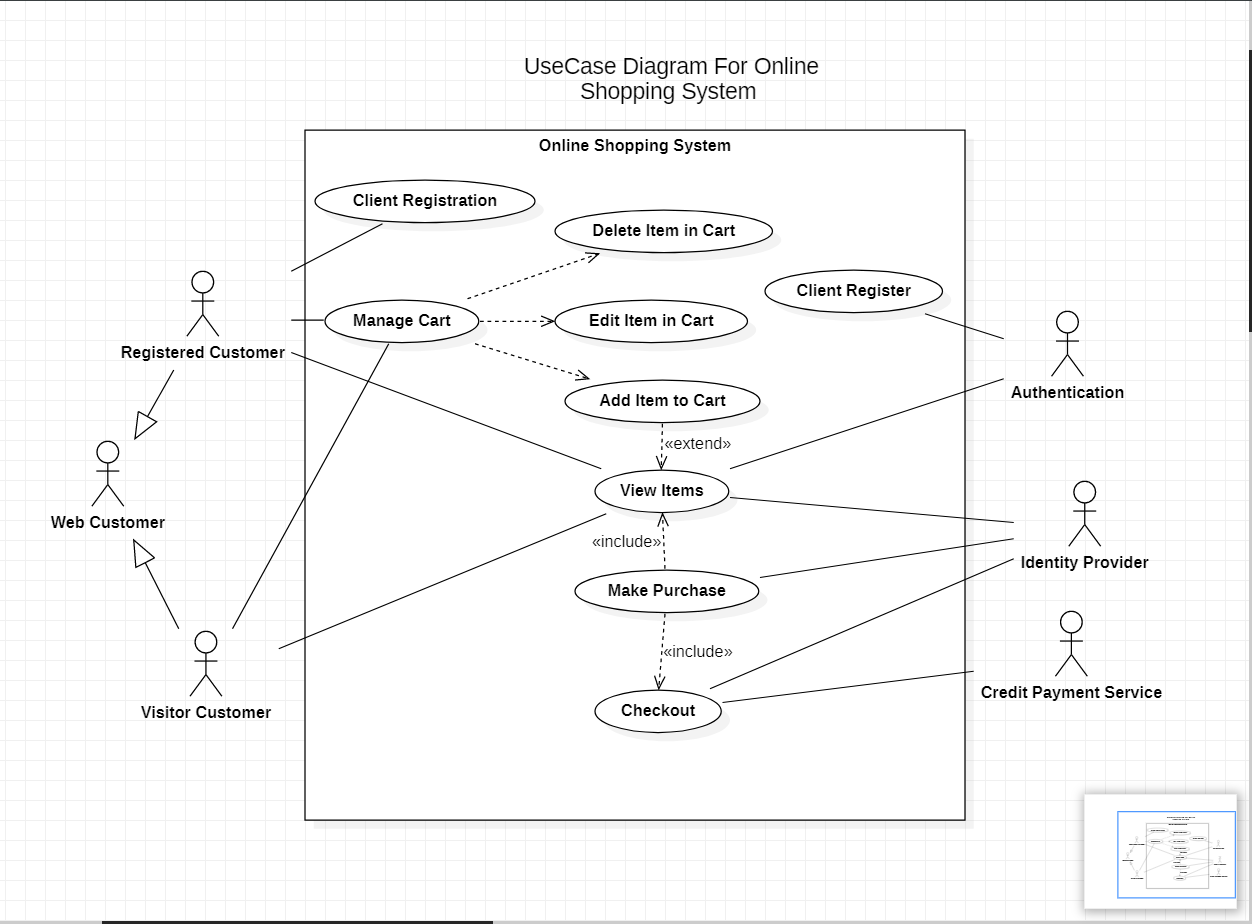 UseCase Diagram For Online
Shopping System
Online Shopping System
Client Registration
Delete Item in Cart
Client Register
Manage Cart
Edit Item in Cart
Registered Customer
Authentication
Add Item to Cart
«extend»
View Items
Web Customer
«include»
Identity Provider
Make Purchase
«include»
Credit Payment Service
Visitor Customer
Checkout